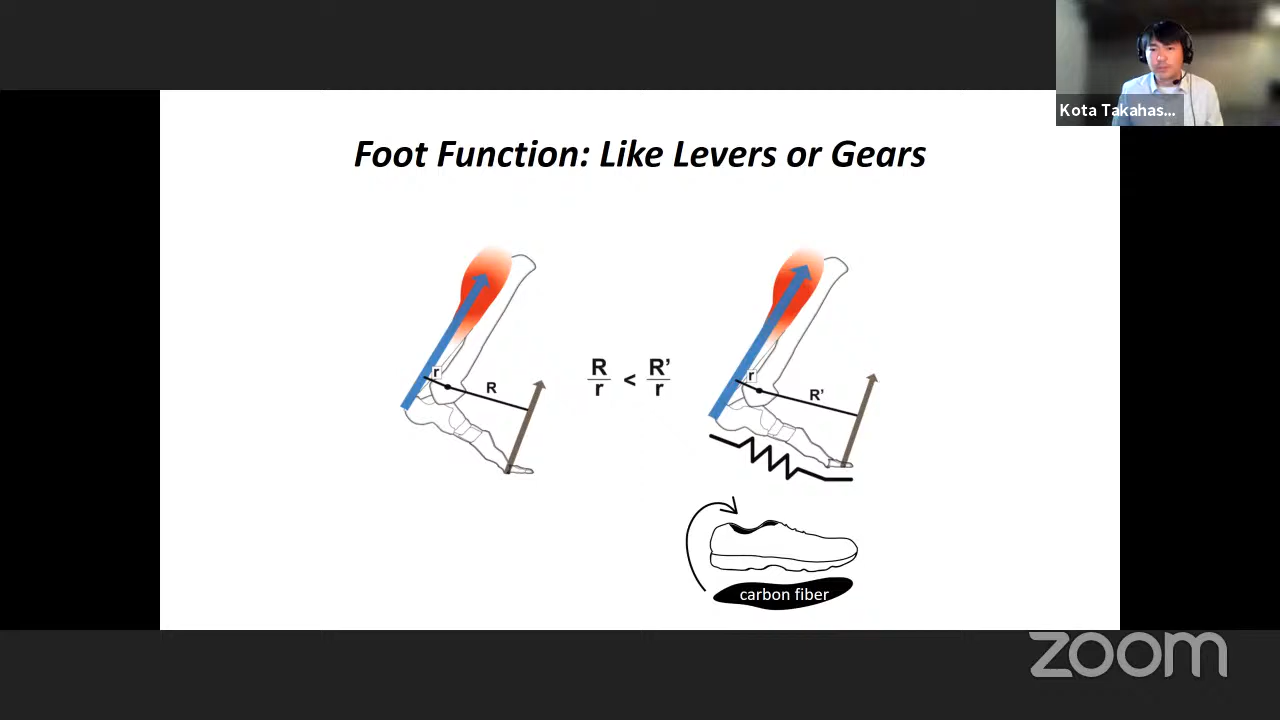 Kota Takahas...
Foot Function: Like Levers or Gears
r
R
R
r
<
R’
r
r
R’
carbon fiber
zoom